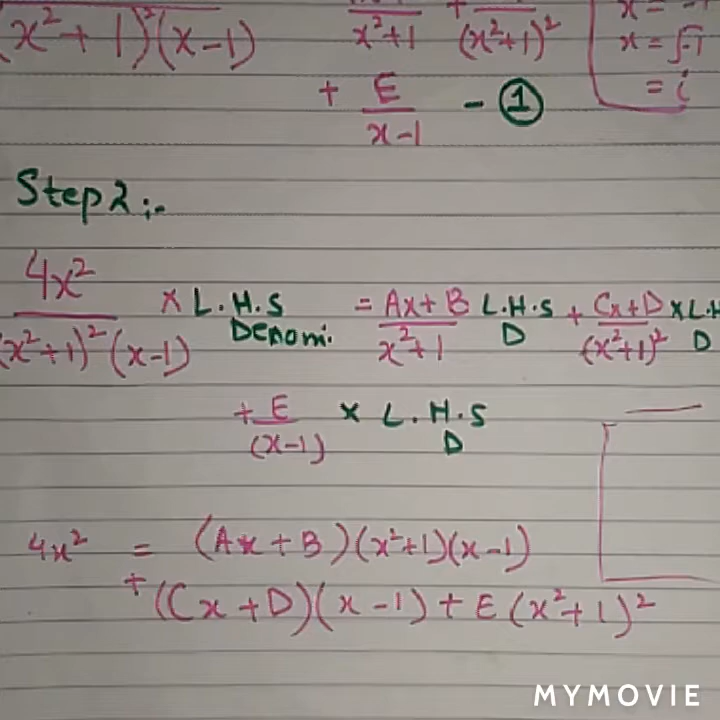 (x²+1)²(x-1) x²+1 + (x²+1)² x =
x = √-1
+ E/(x-1) - ① = i
Step 2:-
4x²/((x²+1)²(x-1)) × L.H.S Denomi. = (Ax+B)/(x²+1) L.H.S D + (Cx+D)/(x²+1)² × L.H D
+ E/(x-1) × L.H.S D
4x² = (Ax+B)(x²+1)(x-1)
+(Cx+D)(x-1)+E(x²+1)²
MYMOVIE